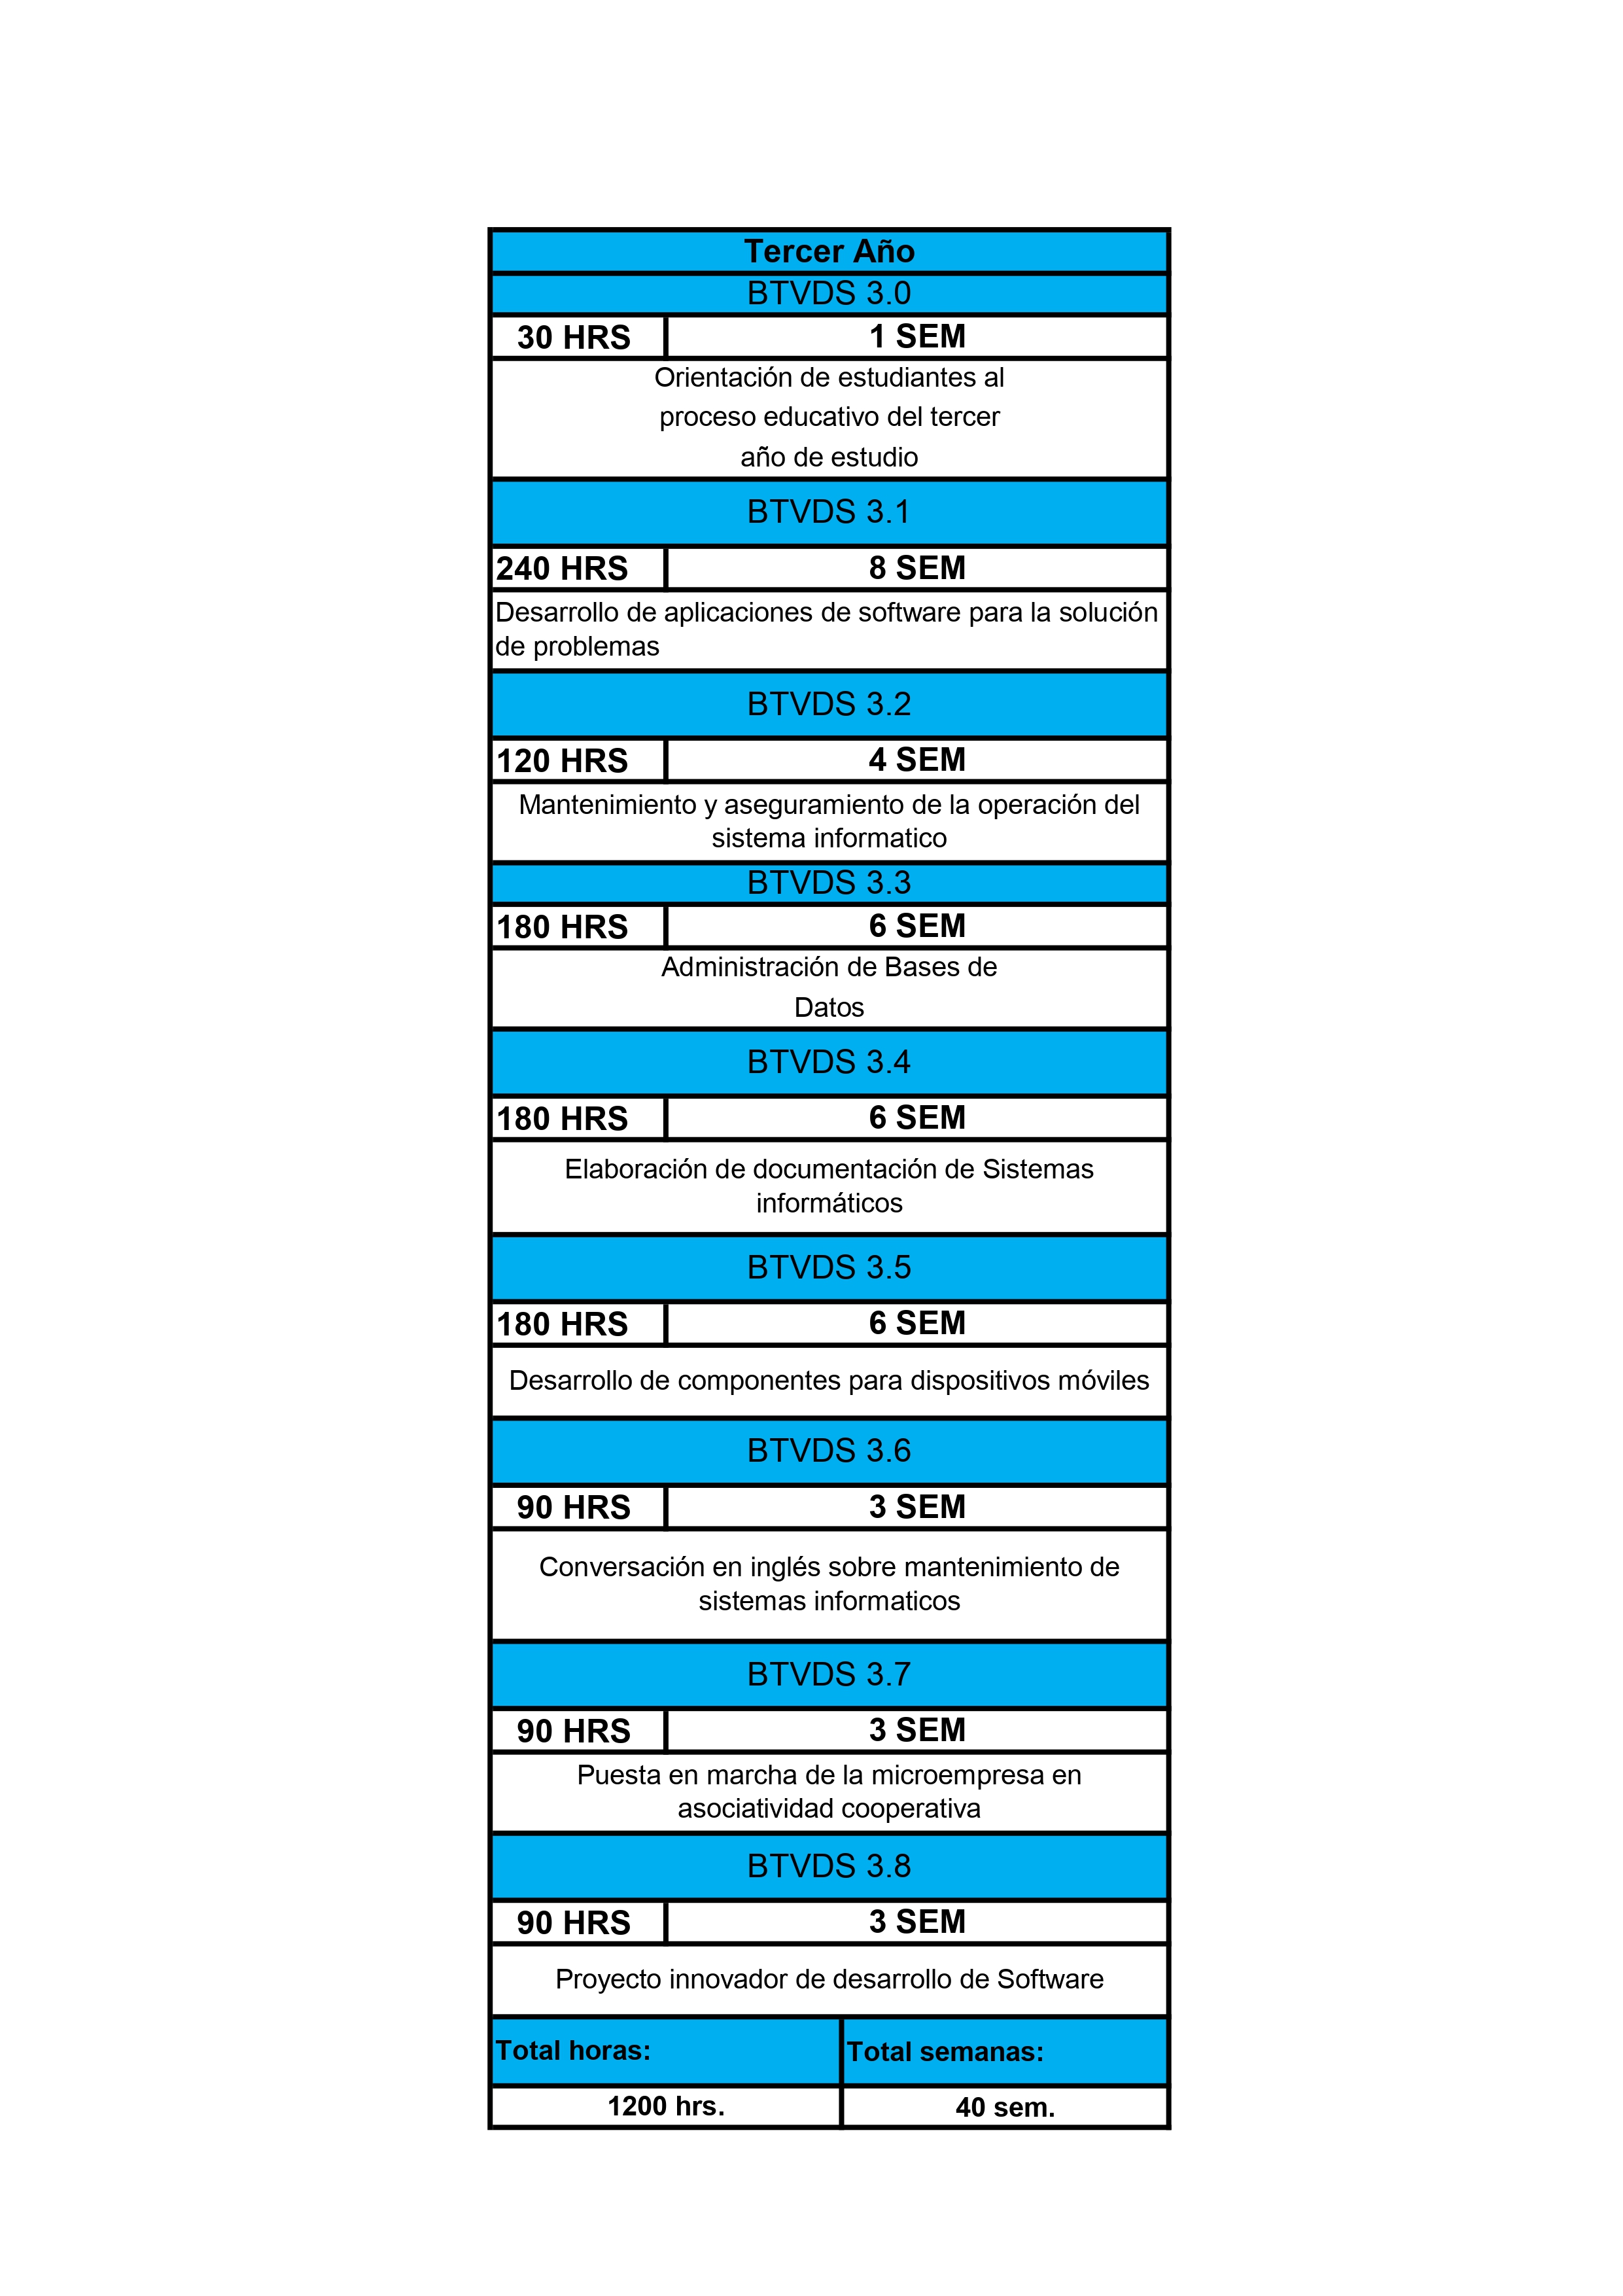 Tercer Año
BTVDS 3.0
30 HRS 1 SEM
Orientación de estudiantes al
proceso educativo del tercer
año de estudio
BTVDS 3.1
240 HRS 8 SEM
Desarrollo de aplicaciones de software para la solución
de problemas
BTVDS 3.2
120 HRS 4 SEM
Mantenimiento y aseguramiento de la operación del
sistema informatico
BTVDS 3.3
180 HRS 6 SEM
Administración de Bases de
Datos
BTVDS 3.4
180 HRS 6 SEM
Elaboración de documentación de Sistemas
informáticos
BTVDS 3.5
180 HRS 6 SEM
Desarrollo de componentes para dispositivos móviles
BTVDS 3.6
90 HRS 3 SEM
Conversación en inglés sobre mantenimiento de
sistemas informaticos
BTVDS 3.7
90 HRS 3 SEM
Puesta en marcha de la microempresa en
asociatividad cooperativa
BTVDS 3.8
90 HRS 3 SEM
Proyecto innovador de desarrollo de Software
Total horas: Total semanas:
1200 hrs. 40 sem.